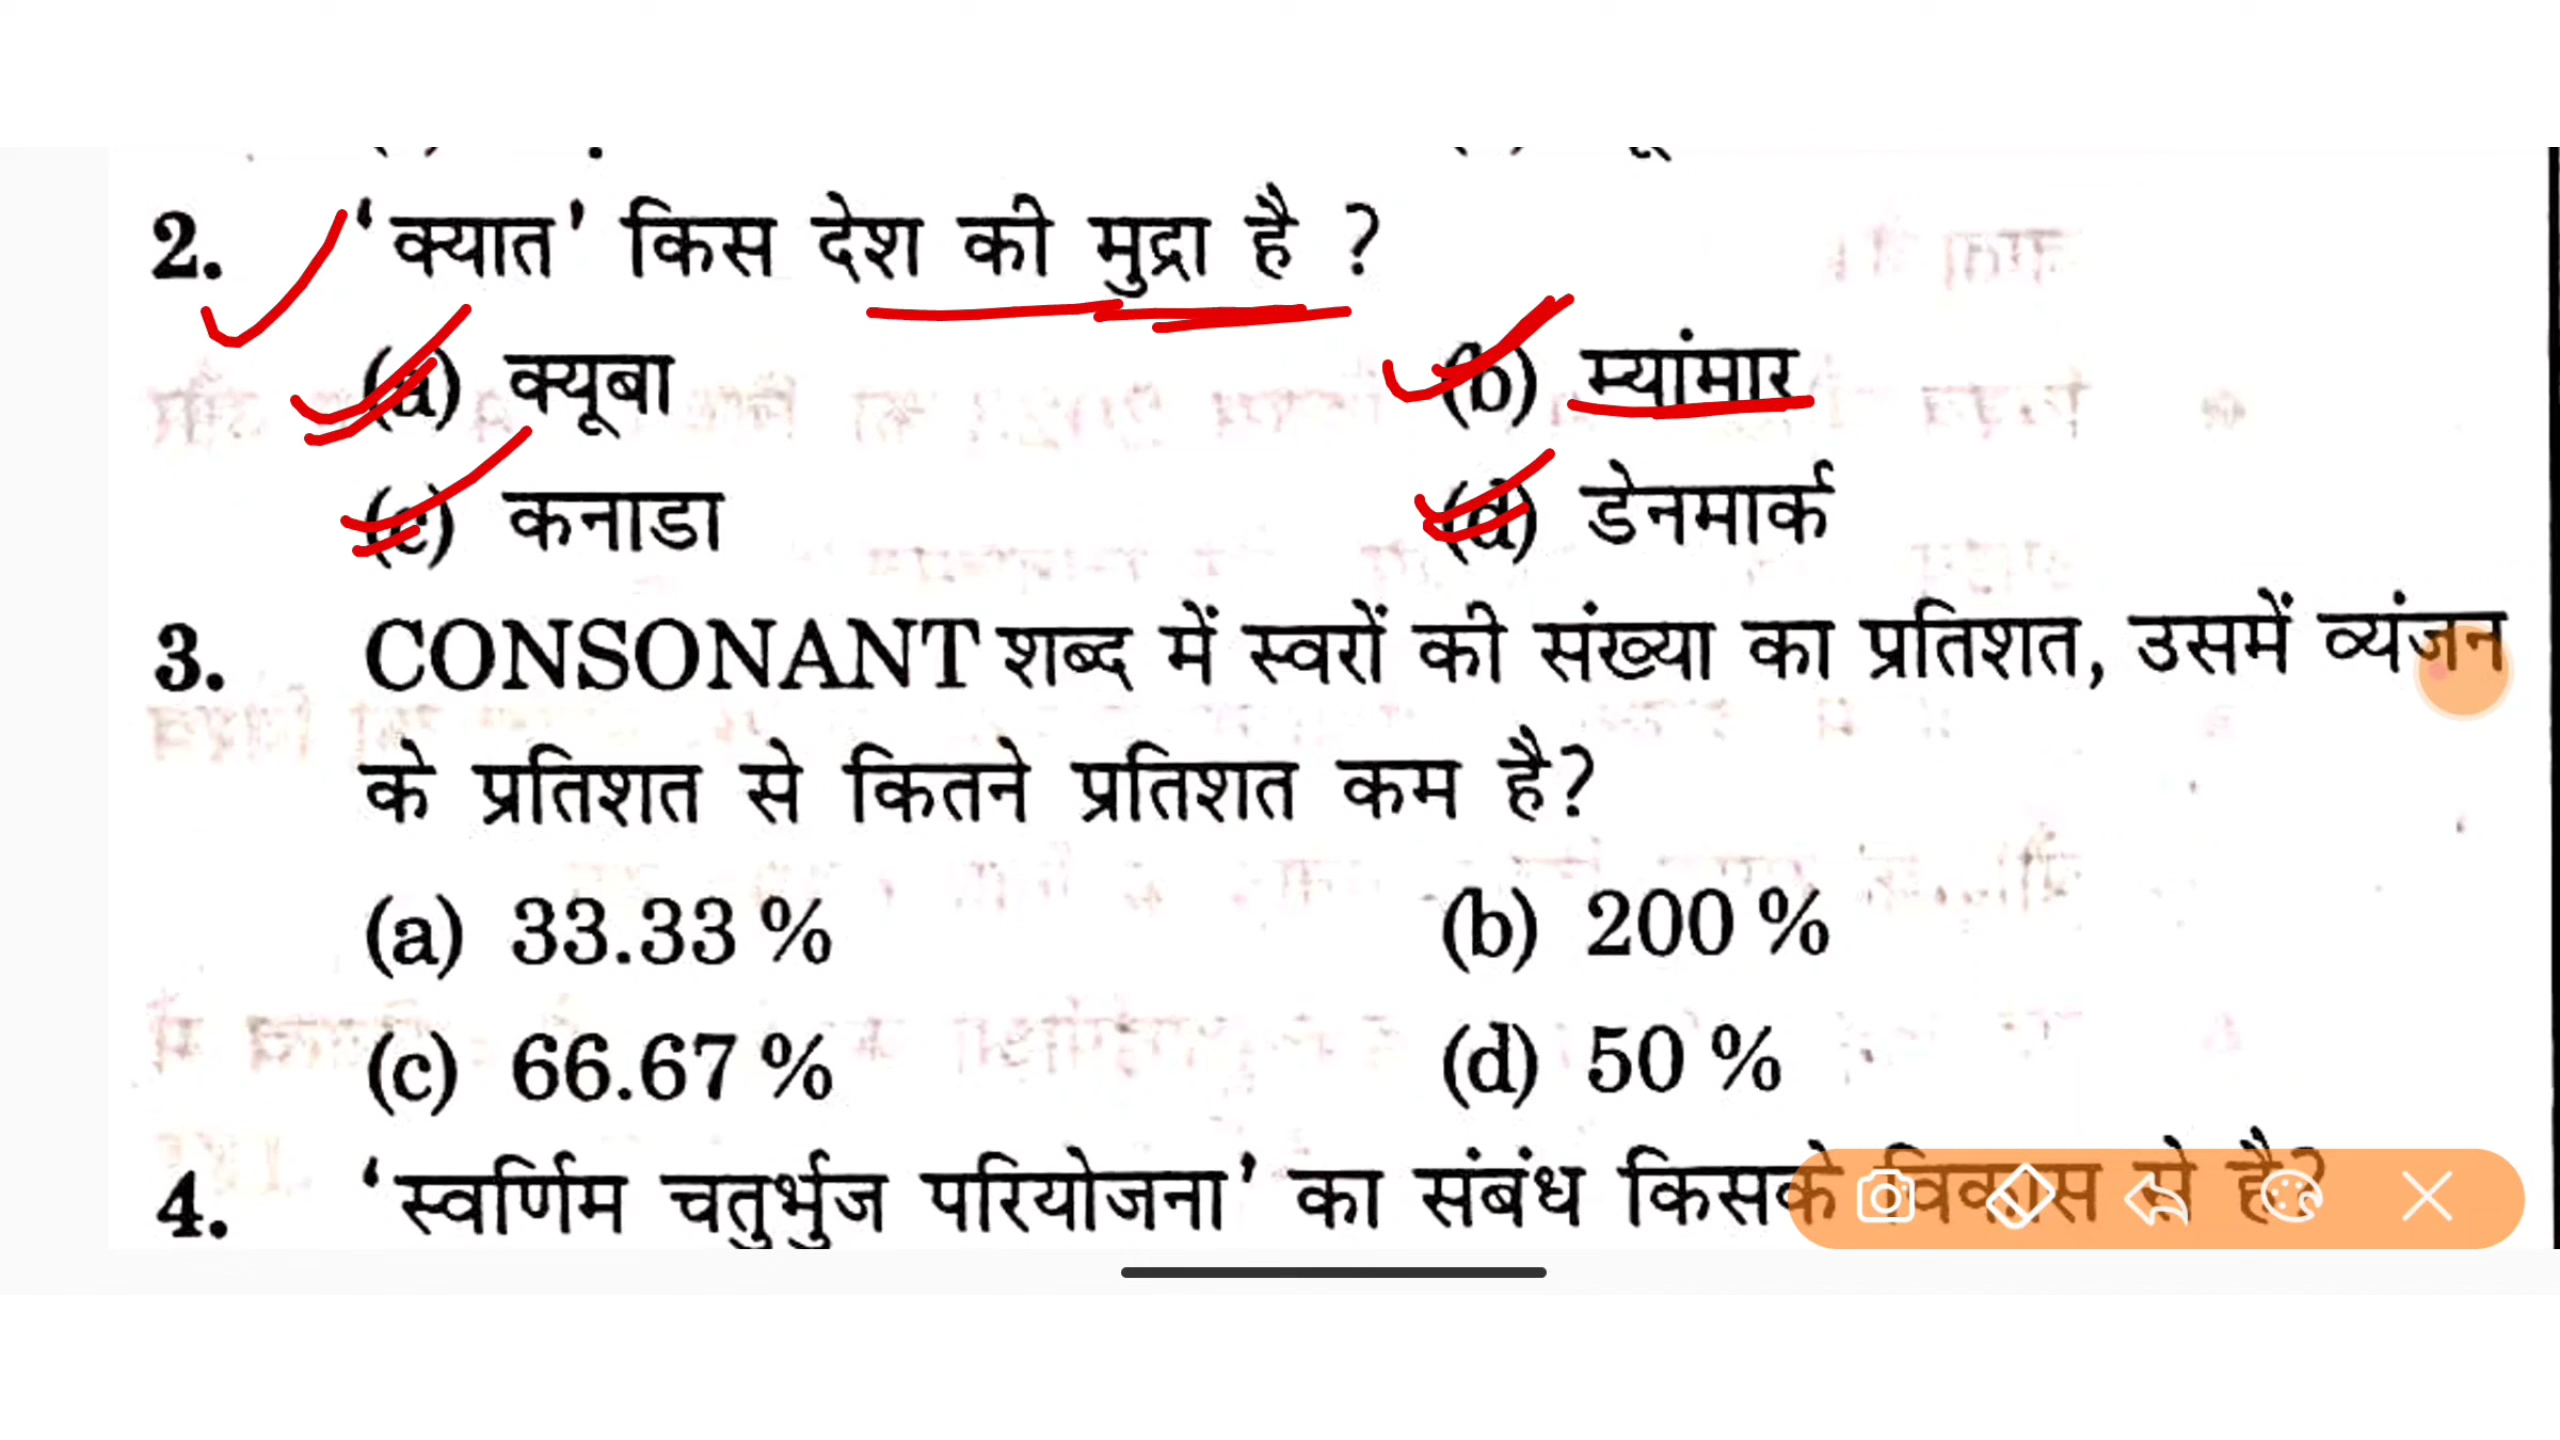 2. 'क्यात' किस देश की मुद्रा है ?
(a) क्यूबा (b) म्यांमार
(c) कनाडा (d) डेनमार्क
3. CONSONANT शब्द में स्वरों की संख्या का प्रतिशत, उसमें व्यंजन
के प्रतिशत से कितने प्रतिशत कम है?
(a) 33.33 % (b) 200 %
(c) 66.67 % (d) 50 %
4. 'स्वर्णिम चतुर्भुज परियोजना' का संबंध किसके विकास से है?